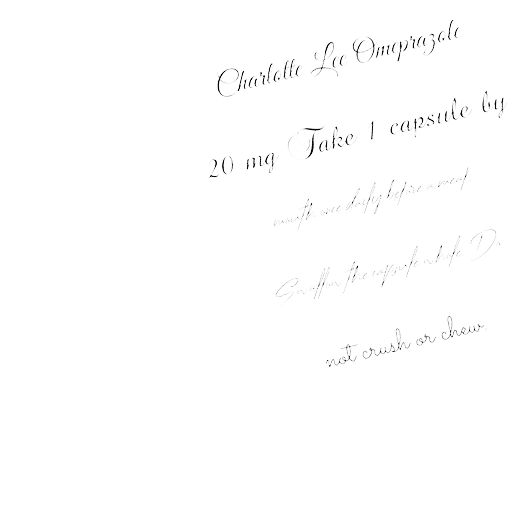 Charlotte Lee Omeprazole
20 mg Take 1 capsule by
mouth once daily before a meal
Swallow the capsule whole Do
not crush or chew